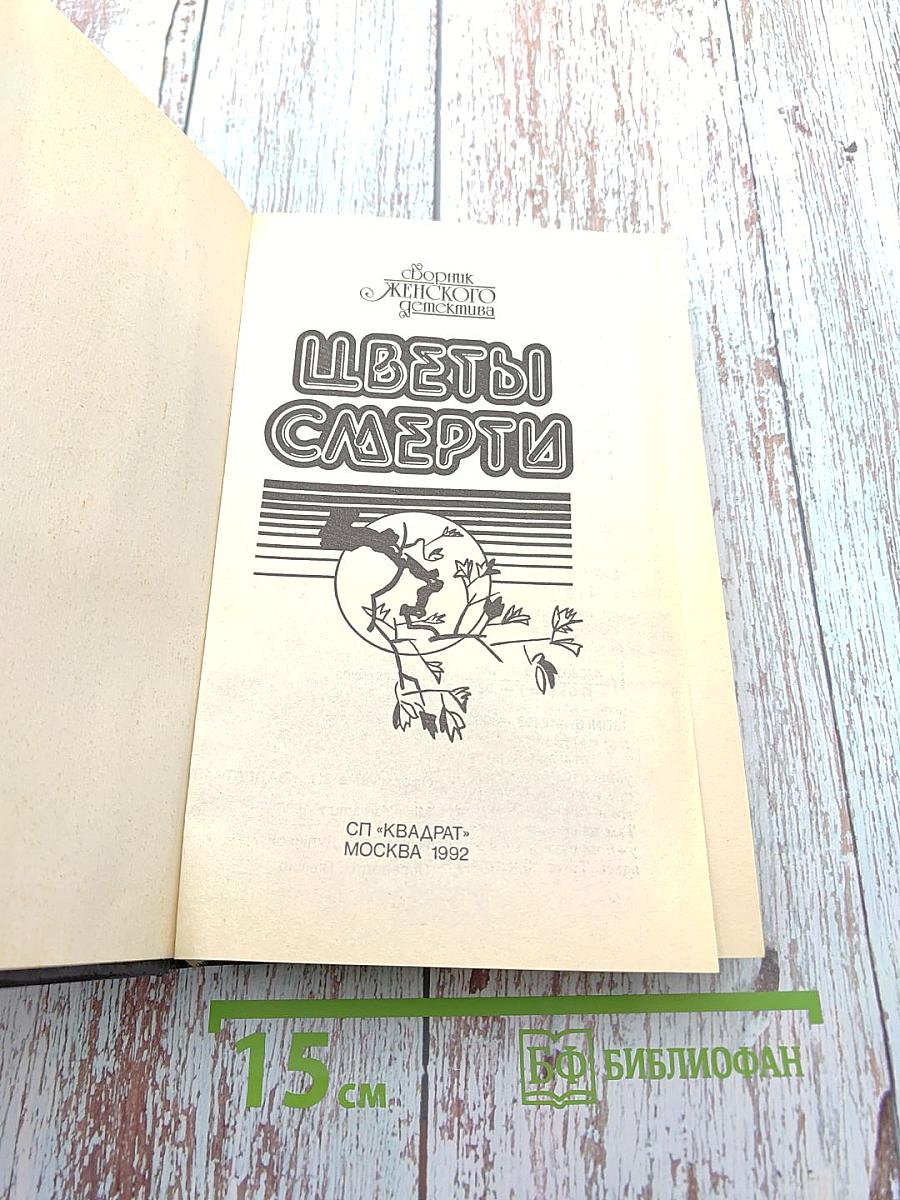 сборник
ЖЕНСКОГО
детектива
ЦВЕТЫ
СМЕРТИ
СП «КВАДРАТ»
МОСКВА 1992
15 см
БФ БИБЛИОФАН